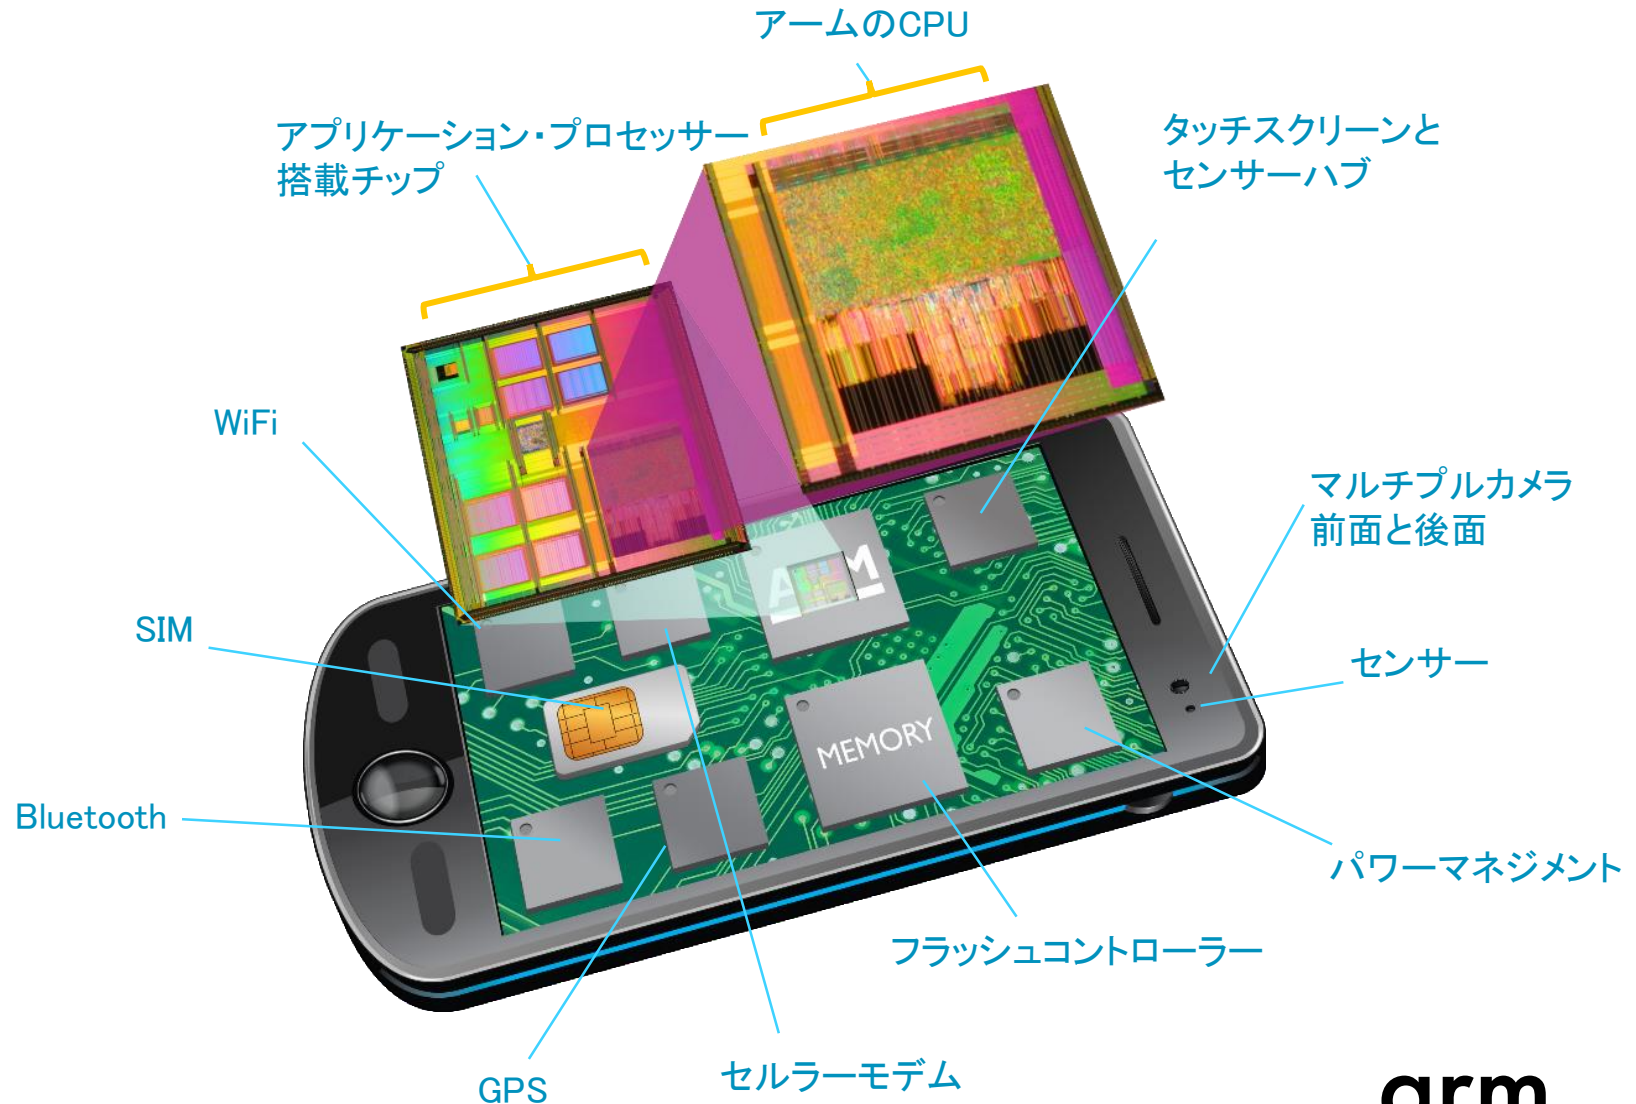 アームのCPU
アプリケーション・プロセッサー
搭載チップ
タッチスクリーンと
センサーハブ
WiFi
マルチプルカメラ
前面と後面
SIM
センサー
ARM
MEMORY
Bluetooth
パワーマネジメント
フラッシュコントローラー
セルラーモデム
GPS
arm